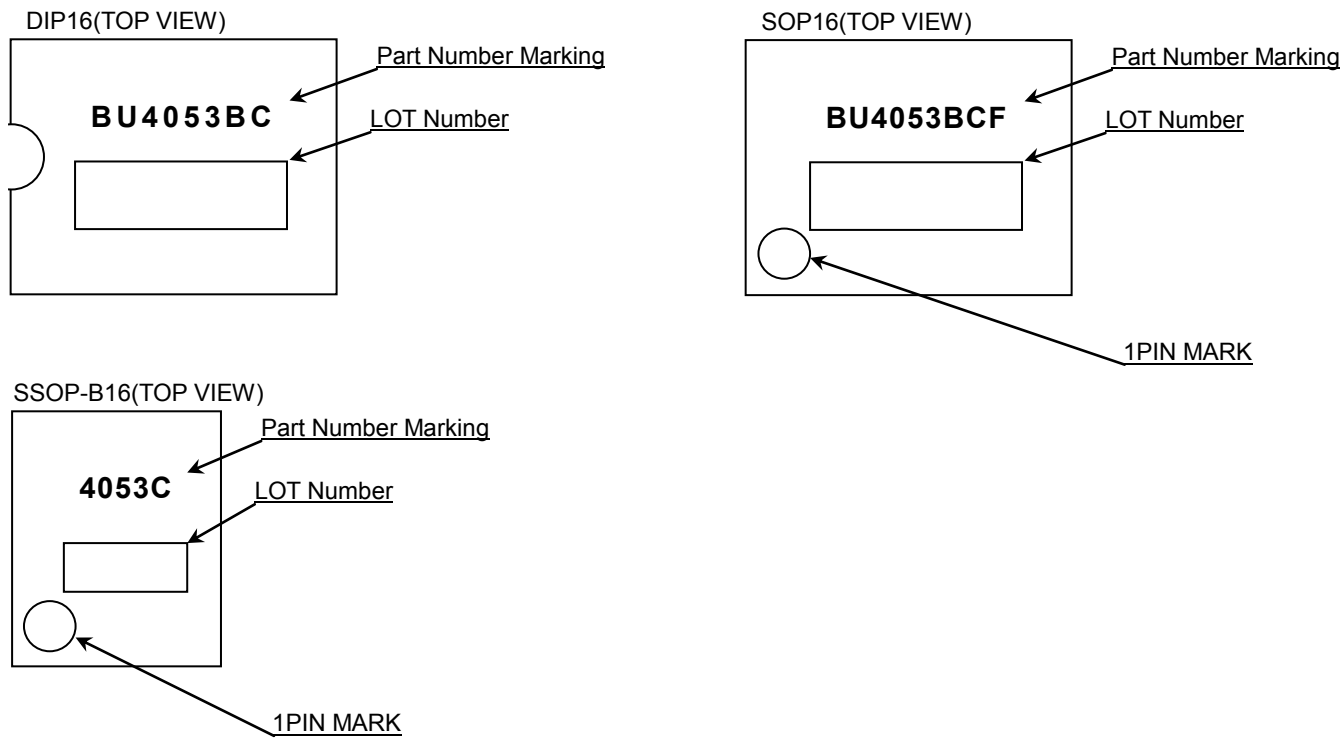 DIP16(TOP VIEW)
Part Number Marking
BU4053BC
LOT Number
SOP16(TOP VIEW)
Part Number Marking
BU4053BCF
LOT Number
1PIN MARK
SSOP-B16(TOP VIEW)
Part Number Marking
4053C
LOT Number
1PIN MARK